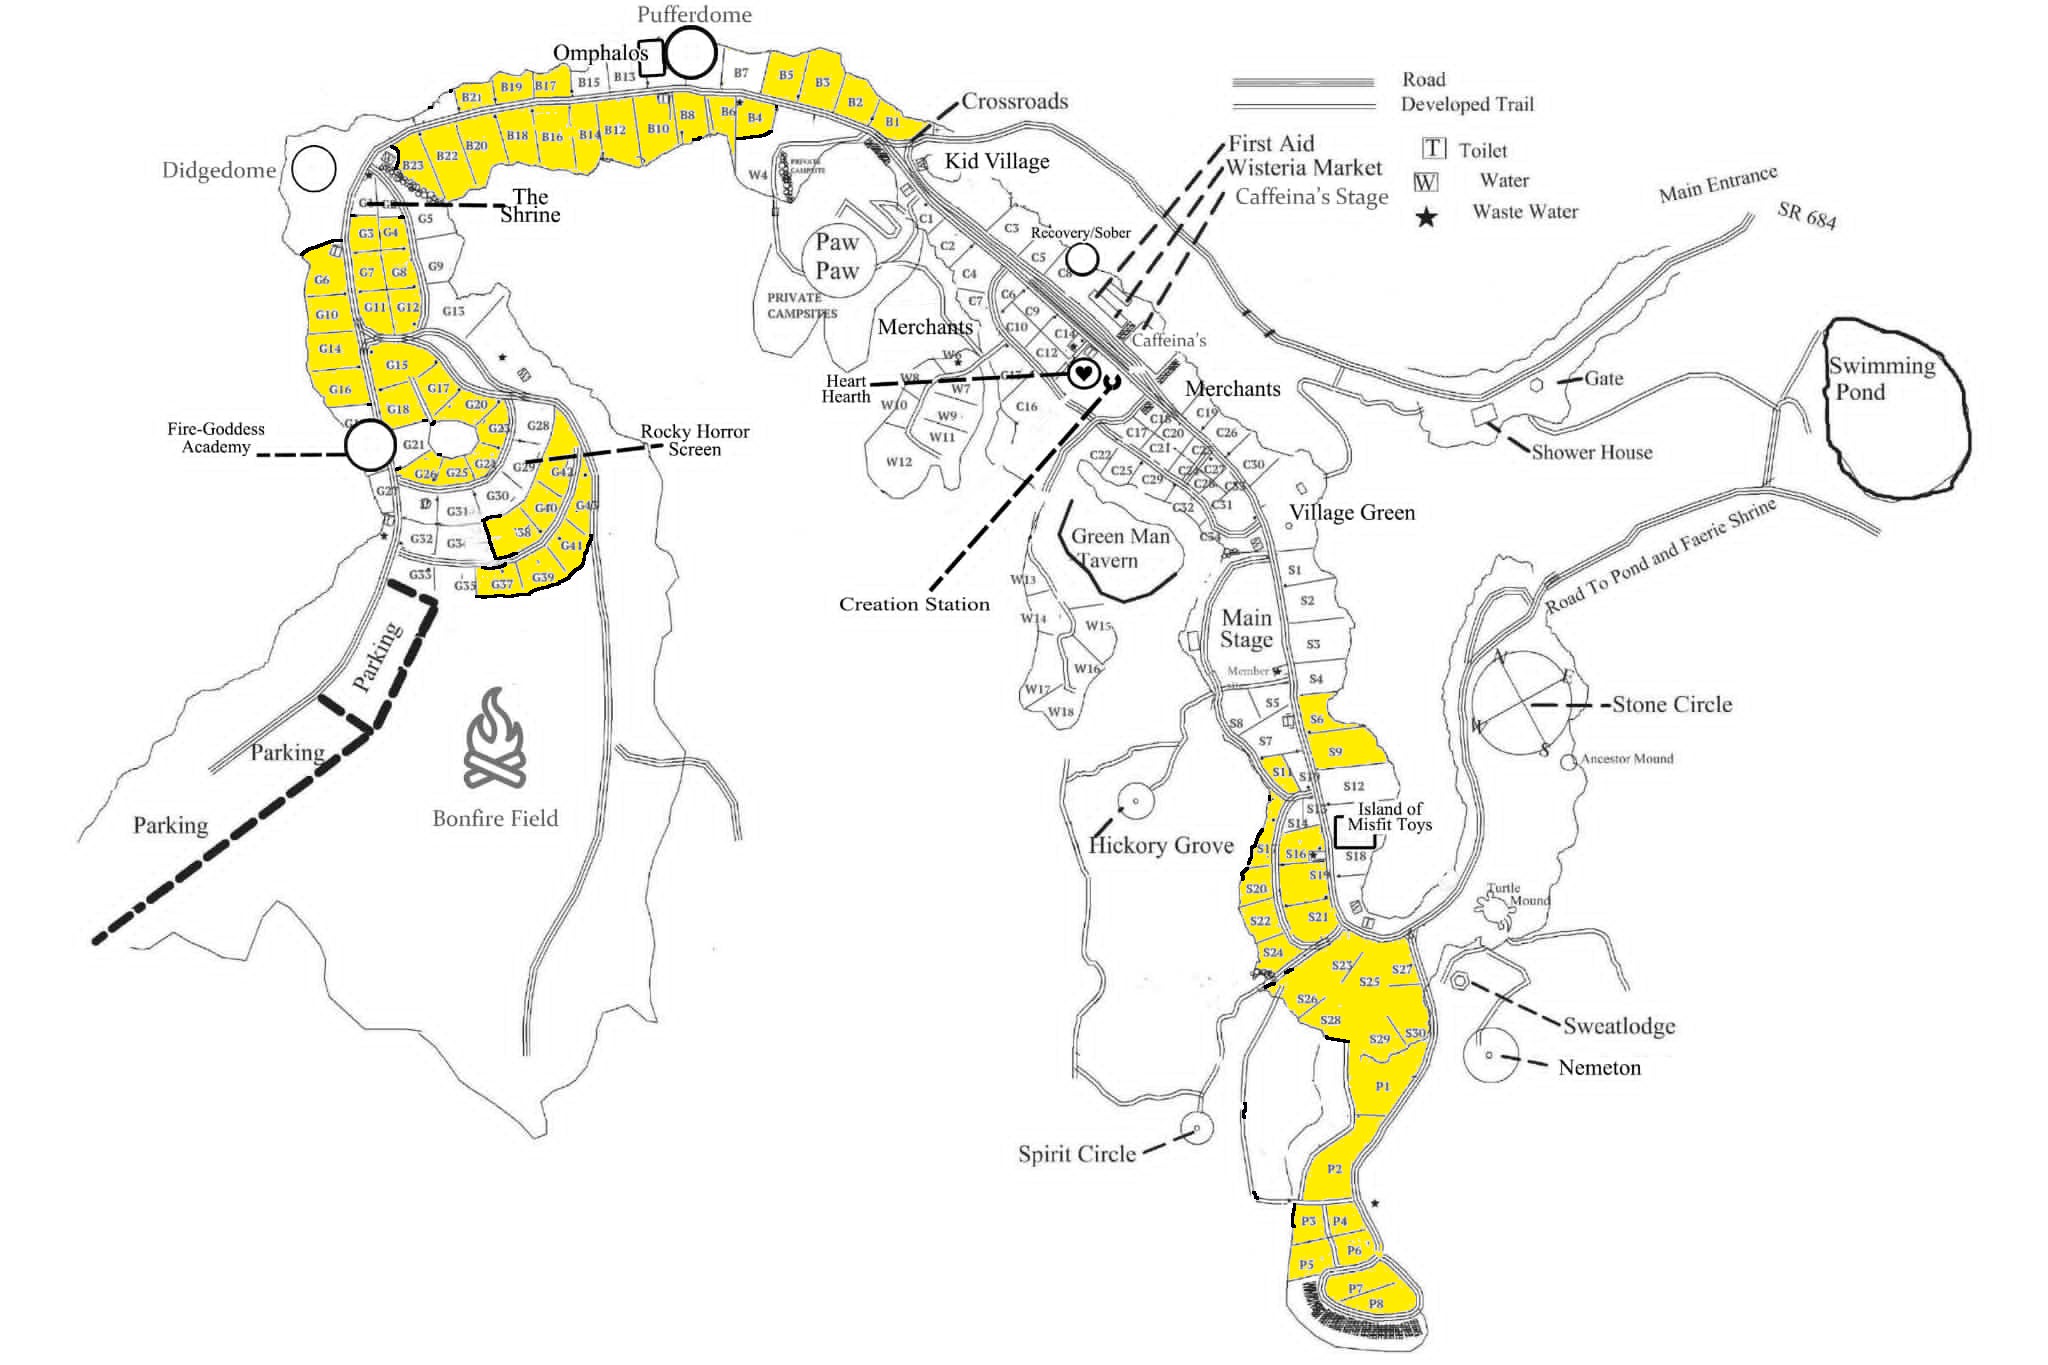 Pufferdome
Omphalos
Didgedome
The
Shrine
Crossroads
Kid Village
First Aid
Wisteria Market
Caffeina's Stage
Road
Developed Trail
T Toilet
W Water
Waste Water
Main Entrance
SR 684
B21
B19
B17
B15
B13
B7
B5
B3
B2
B1
B23
B22
B20
B18
B16
B14
B12
B10
B8
B6
B4
W4
PRIVATE
CAMPSITE
Paw
Paw
PRIVATE
CAMPSITES
Recovery/Sober
C1
C2
C3
C4
C5
C8
C7
C6
C9
C10
C14
C12
C16
Merchants
Caffeina's
Heart
Hearth
Merchants
W6
W8
W7
W10
W9
W11
W12
G5
G3
G4
G6
G7
G8
G9
G10
G11
G12
G13
G14
G15
G16
G17
G18
G20
G21
G23
G24
G25
G26
G28
G29
G30
G31
G32
G33
G35
G37
G39
G40
G41
G42
Fire-Goddess
Academy
Rocky Horror
Screen
Parking
Parking
Parking
Bonfire Field
Gate
Shower House
Swimming
Pond
C19
C26
C18
C17
C20
C21
C22
C25
C29
C27
C30
C31
C32
C34
Village Green
Green Man
Tavern
Creation Station
W13
W14
W15
W16
W17
W18
Main
Stage
Member
S1
S2
S3
S4
S5
S6
S7
S8
S9
S11
S12
S14
S16
S18
S19
S20
S21
S22
S23
S24
S25
S26
S27
S28
S29
S30
Island of
Misfit Toys
Road To Pond and Faerie Shrine
N
E
W
S
Stone Circle
Ancestor Mound
Turtle
Mound
Hickory Grove
Sweatlodge
Nemeton
Spirit Circle
P1
P2
P3
P4
P5
P6
P7
P8